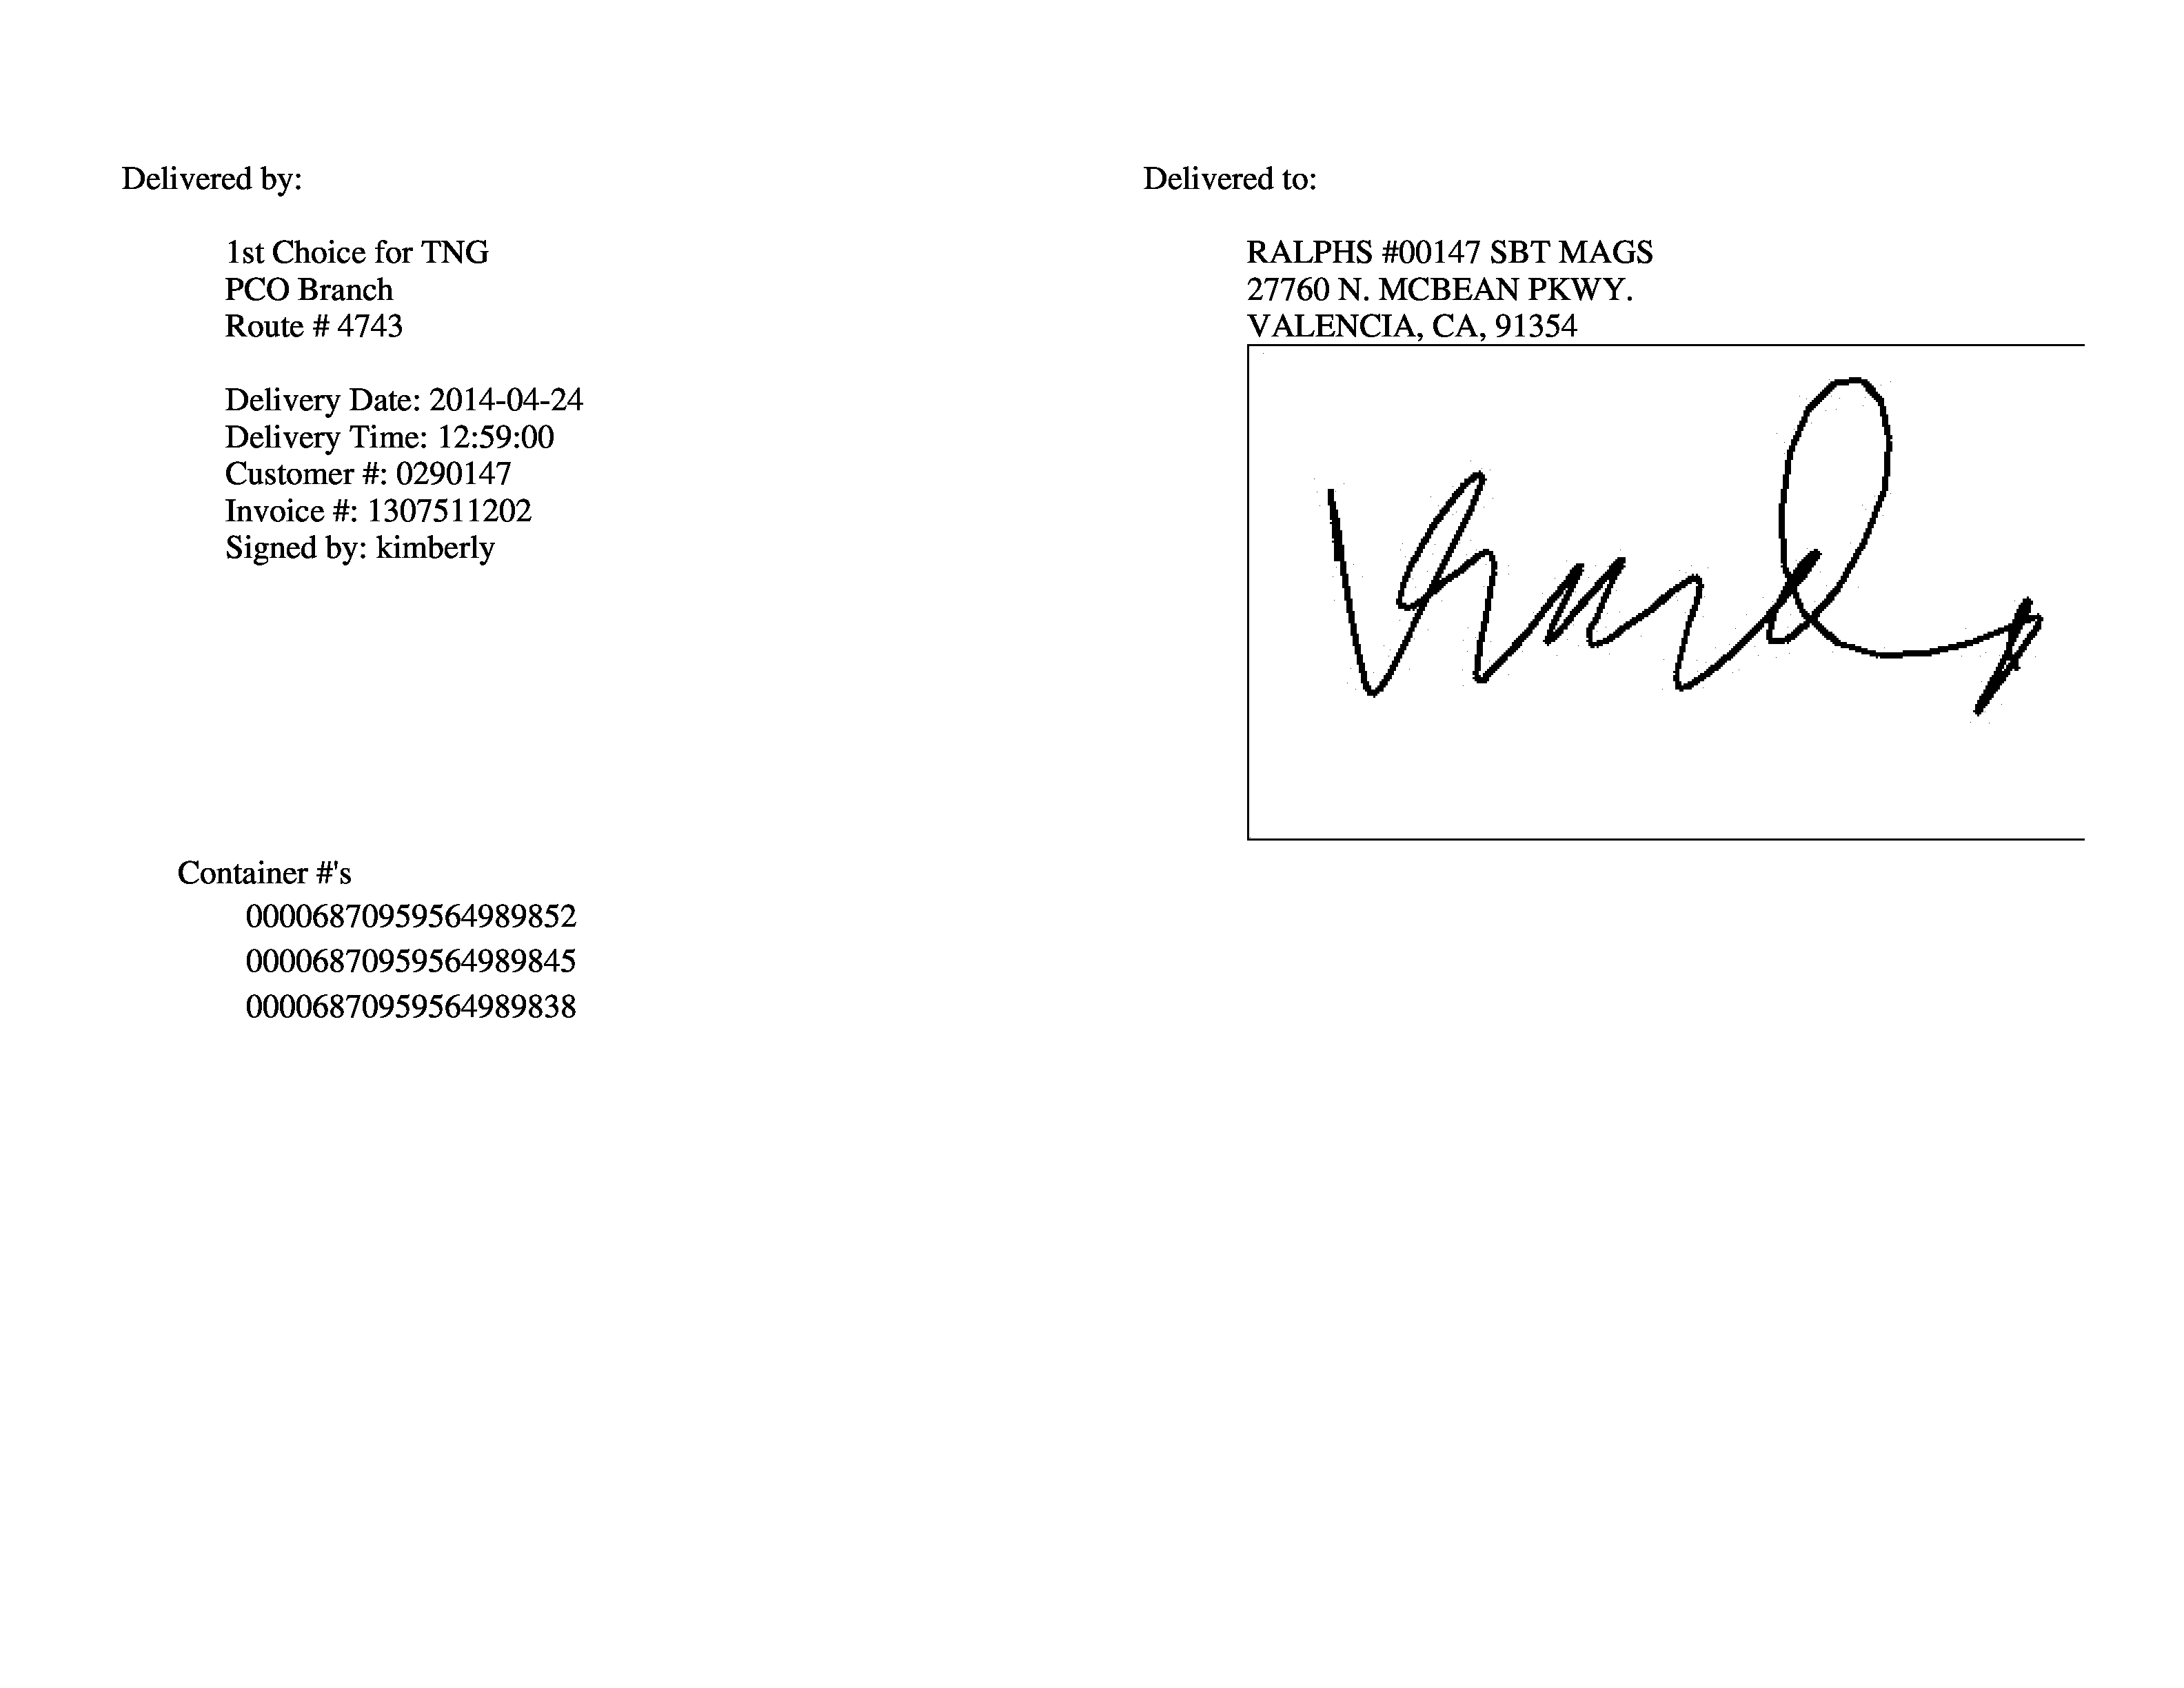 Delivered by:
1st Choice for TNG
PCO Branch
Route # 4743
Delivery Date: 2014-04-24
Delivery Time: 12:59:00
Customer #: 0290147
Invoice #: 1307511202
Signed by: kimberly
Delivered to:
RALPHS #00147 SBT MAGS
27760 N. MCBEAN PKWY.
VALENCIA, CA, 91354
Container #'s
00006870959564989852
00006870959564989845
00006870959564989838